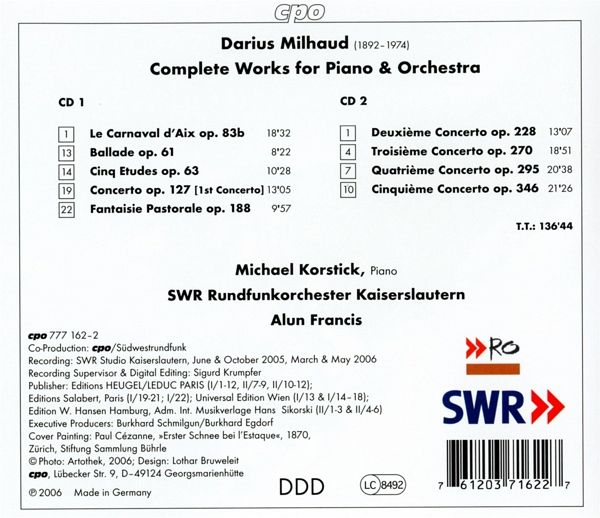 cpo
Darius Milhaud (1892–1974)
Complete Works for Piano & Orchestra
CD 1
1 Le Carnaval d'Aix op. 83b 18'32
13 Ballade op. 61 8'22
14 Cinq Etudes op. 63 10'28
19 Concerto op. 127 [1st Concerto] 13'05
22 Fantaisie Pastorale op. 188 9'57
CD 2
1 Deuxième Concerto op. 228 13'07
4 Troisième Concerto op. 270 18'51
7 Quatrième Concerto op. 295 20'38
10 Cinquième Concerto op. 346 21'26
T.T.: 136'44
Michael Korstick, Piano
SWR Rundfunkorchester Kaiserslautern
Alun Francis
cpo 777 162–2
Co-Production: cpo/Südwestrundfunk
Recording: SWR Studio Kaiserslautern, June & October 2005, March & May 2006
Recording Supervisor & Digital Editing: Sigurd Krumpfer
Publisher: Editions HEUGEL/LEDUC PARIS (I/1-12, II/7-9, II/10-12);
Editions Salabert, Paris (I/19-21; I/22); Universal Edition Wien (I/13 & I/14–18);
Edition W. Hansen Hamburg, Adm. Int. Musikverlage Hans Sikorski (II/1-3 & II/4-6)
Executive Producers: Burkhard Schmilgun/Burkhard Egdorf
Cover Painting: Paul Cézanne, »Erster Schnee bei l'Estaque«, 1870,
Zürich, Stiftung Sammlung Bührle
© Photo: Artothek, 2006; Design: Lothar Bruweleit
cpo, Lübecker Str. 9, D–49124 Georgsmarienhütte
℗ 2006 Made in Germany
DDD
LC 8492
RO
SWR
7 61203 71622 7